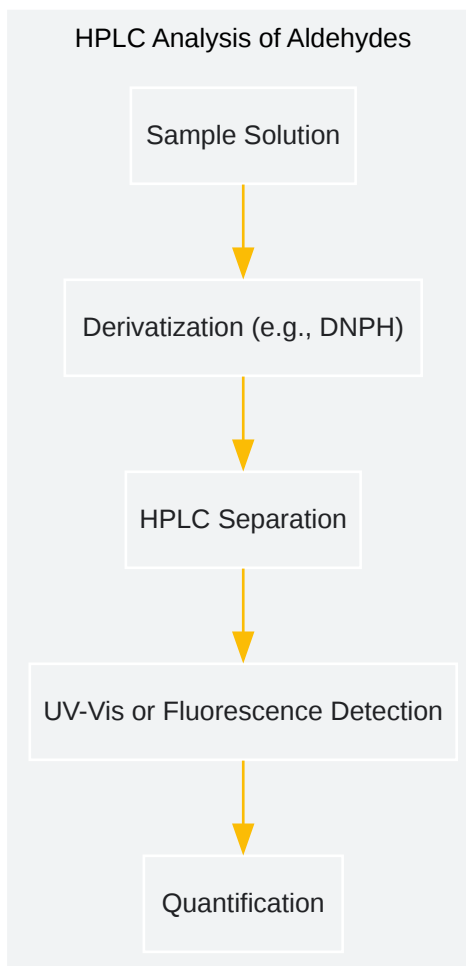 HPLC Analysis of Aldehydes
Sample Solution
Derivatization (e.g., DNPH)
HPLC Separation
UV-Vis or Fluorescence Detection
Quantification